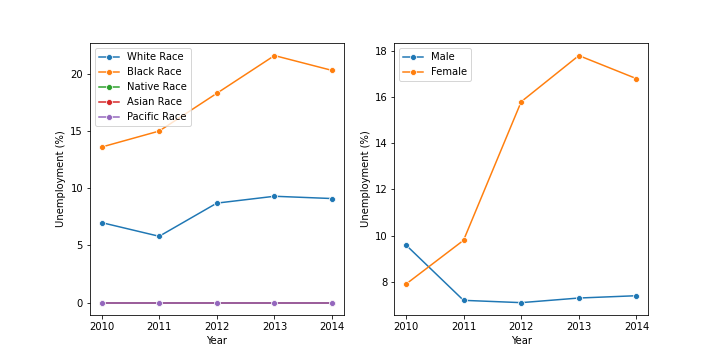 White Race
Black Race
Native Race
Asian Race
Pacific Race
Unemployment (%)
20
15
10
5
0
2010 2011 2012 2013 2014
Year
Male
Female
Unemployment (%)
18
16
14
12
10
8
2010 2011 2012 2013 2014
Year